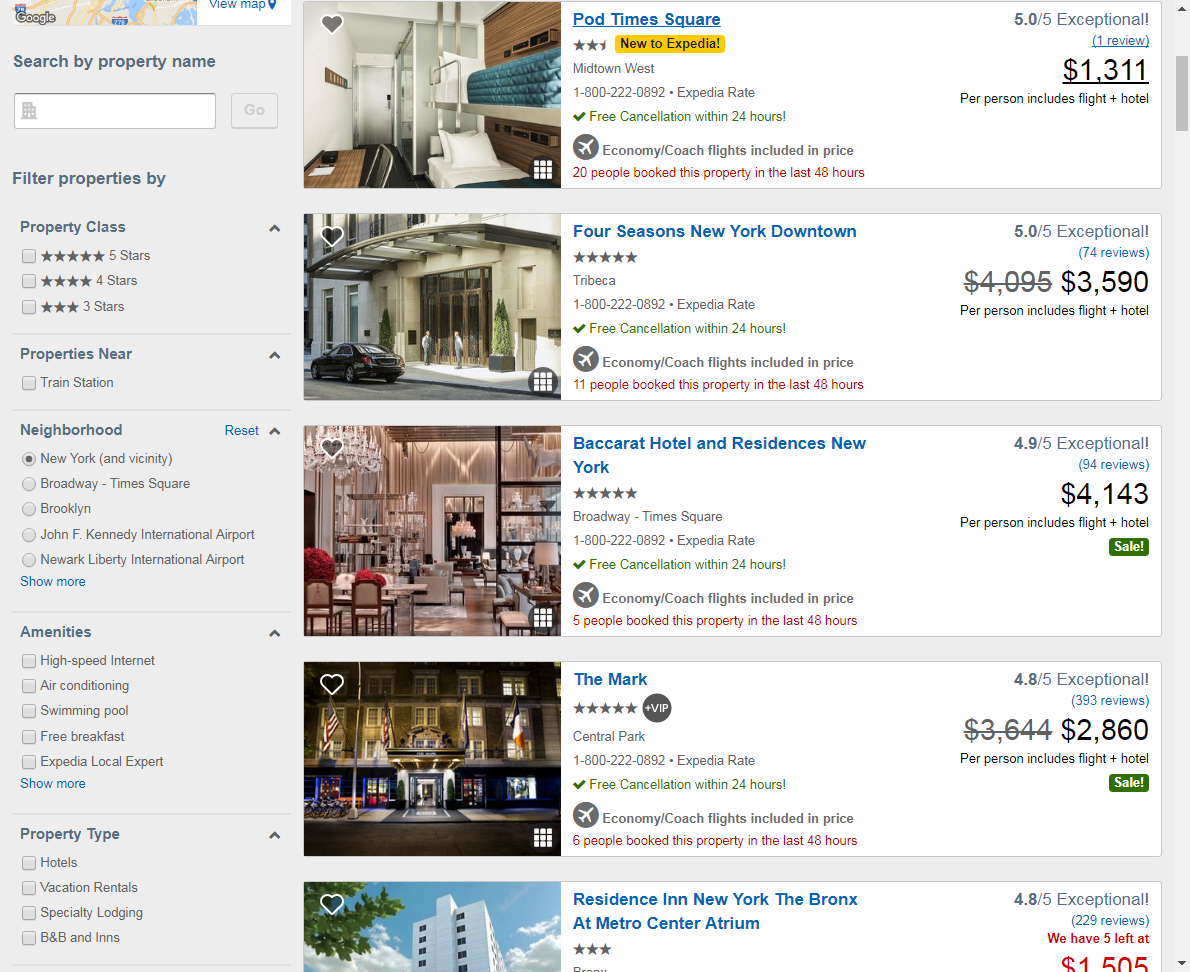 Google
278
View map
Search by property name
Go
Filter properties by
Property Class
5 Stars
4 Stars
3 Stars
Properties Near
Train Station
Neighborhood Reset
New York (and vicinity)
Broadway - Times Square
Brooklyn
John F. Kennedy International Airport
Newark Liberty International Airport
Show more
Amenities
High-speed Internet
Air conditioning
Swimming pool
Free breakfast
Expedia Local Expert
Show more
Property Type
Hotels
Vacation Rentals
Specialty Lodging
B&B and Inns
Pod Times Square
New to Expedia!
Midtown West
1-800-222-0892 • Expedia Rate
Free Cancellation within 24 hours!
Economy/Coach flights included in price
20 people booked this property in the last 48 hours
5.0/5 Exceptional!
(1 review)
$1,311
Per person includes flight + hotel
Four Seasons New York Downtown
Tribeca
1-800-222-0892 • Expedia Rate
Free Cancellation within 24 hours!
Economy/Coach flights included in price
11 people booked this property in the last 48 hours
5.0/5 Exceptional!
(74 reviews)
$4,095 $3,590
Per person includes flight + hotel
Baccarat Hotel and Residences New
York
Broadway - Times Square
1-800-222-0892 • Expedia Rate
Free Cancellation within 24 hours!
Economy/Coach flights included in price
5 people booked this property in the last 48 hours
4.9/5 Exceptional!
(94 reviews)
$4,143
Per person includes flight + hotel
Sale!
The Mark
+VIP
Central Park
1-800-222-0892 • Expedia Rate
Free Cancellation within 24 hours!
Economy/Coach flights included in price
6 people booked this property in the last 48 hours
4.8/5 Exceptional!
(393 reviews)
$3,644 $2,860
Per person includes flight + hotel
Sale!
THE MARK
Residence Inn New York The Bronx
At Metro Center Atrium
Bronx
4.8/5 Exceptional!
(229 reviews)
We have 5 left at
$1,505